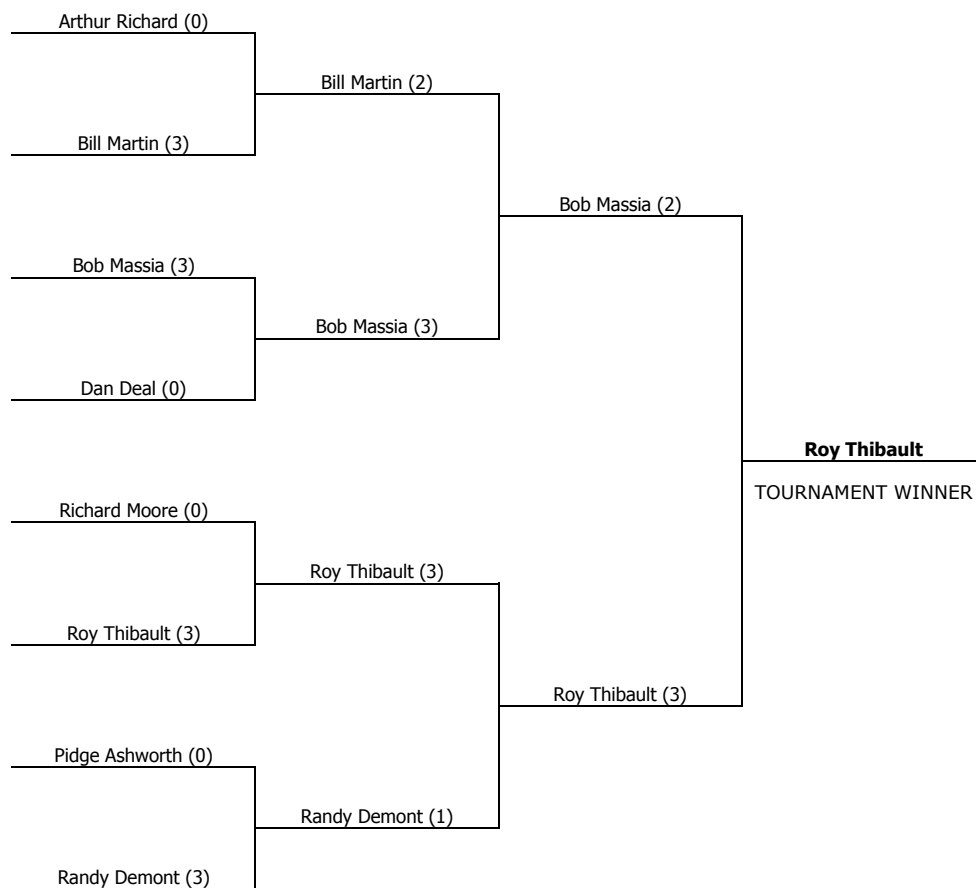 Arthur Richard (0)
Bill Martin (2)
Bill Martin (3)
Bob Massia (2)
Bob Massia (3)
Bob Massia (3)
Dan Deal (0)
Roy Thibault
TOURNAMENT WINNER
Richard Moore (0)
Roy Thibault (3)
Roy Thibault (3)
Roy Thibault (3)
Pidge Ashworth (0)
Randy Demont (1)
Randy Demont (3)